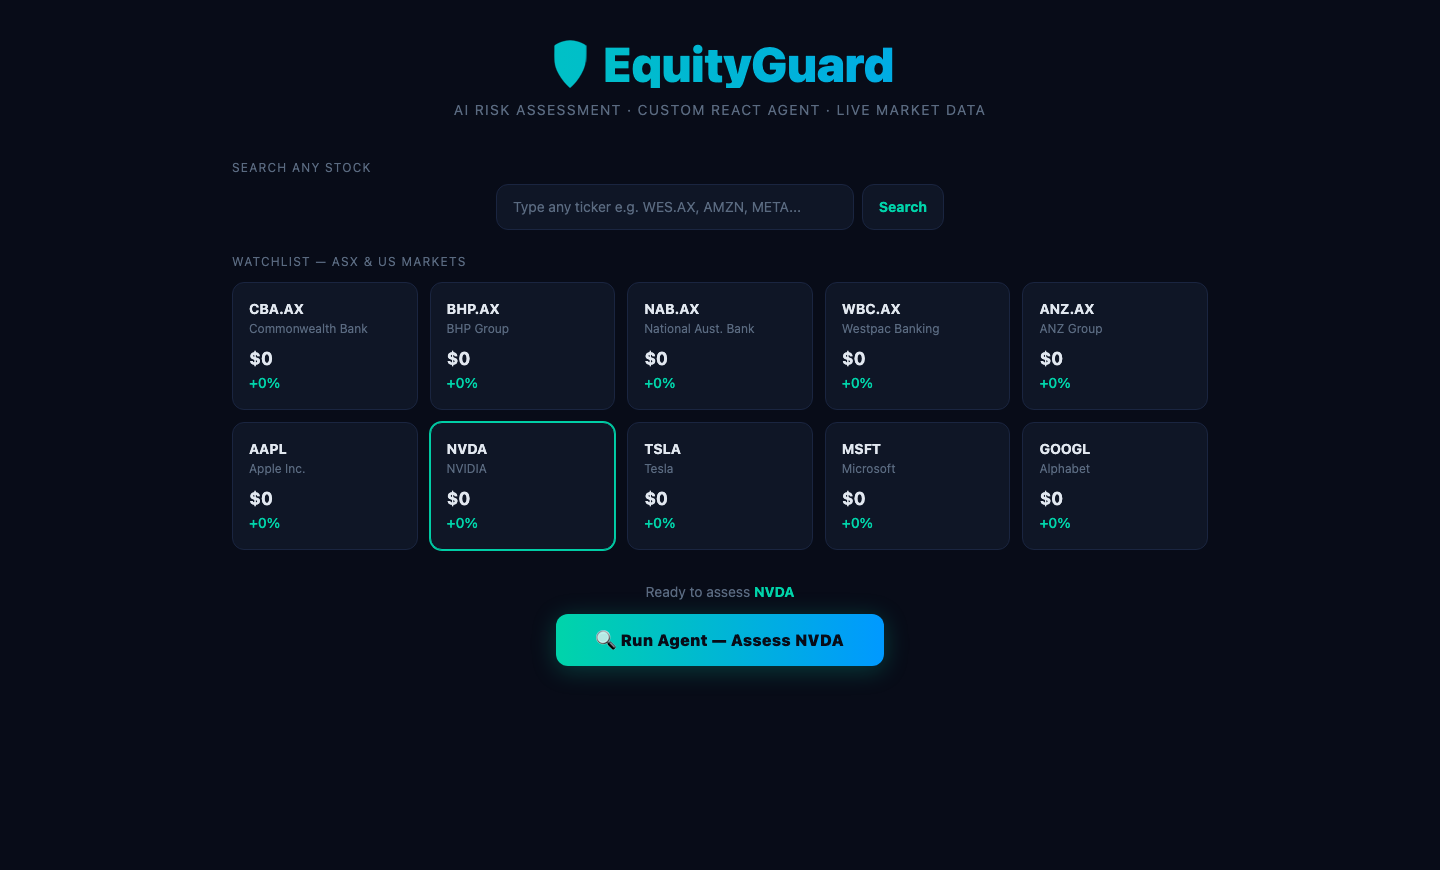 EquityGuard
AI RISK ASSESSMENT · CUSTOM REACT AGENT · LIVE MARKET DATA
SEARCH ANY STOCK
Type any ticker e.g. WES.AX, AMZN, META...
Search
WATCHLIST — ASX & US MARKETS
CBA.AX
Commonwealth Bank
$0
+0%
BHP.AX
BHP Group
$0
+0%
NAB.AX
National Aust. Bank
$0
+0%
WBC.AX
Westpac Banking
$0
+0%
ANZ.AX
ANZ Group
$0
+0%
AAPL
Apple Inc.
$0
+0%
NVDA
NVIDIA
$0
+0%
TSLA
Tesla
$0
+0%
MSFT
Microsoft
$0
+0%
GOOGL
Alphabet
$0
+0%
Ready to assess NVDA
🔍 Run Agent — Assess NVDA